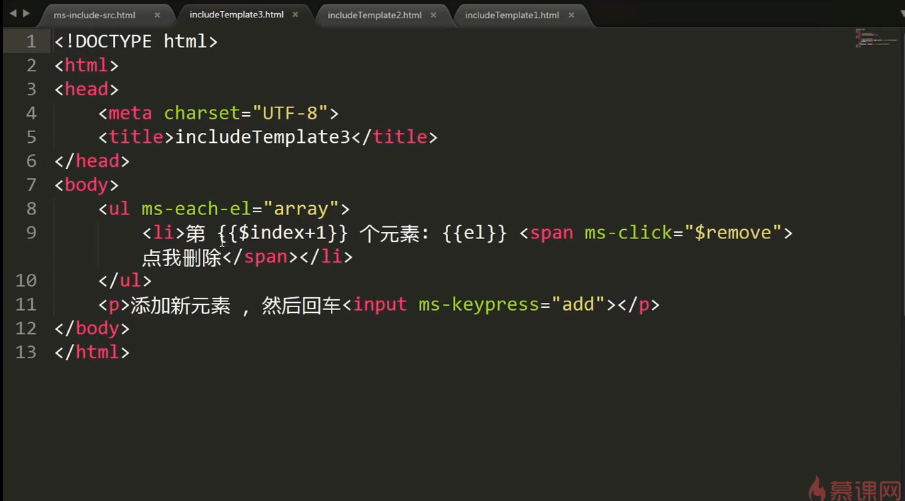 ms-include-src.html × includeTemplate3.html × includeTemplate2.html × includeTemplate1.html ×
1 <!DOCTYPE html>
2 <html>
3 <head>
4 <meta charset="UTF-8">
5 <title>includeTemplate3</title>
6 </head>
7 <body>
8 <ul ms-each-el="array">
9 <li>第 {{$index+1}} 个元素: {{el}} <span ms-click="$remove">
点我删除</span></li>
10 </ul>
11 <p>添加新元素 , 然后回车<input ms-keypress="add"></p>
12 </body>
13 </html>
慕课网